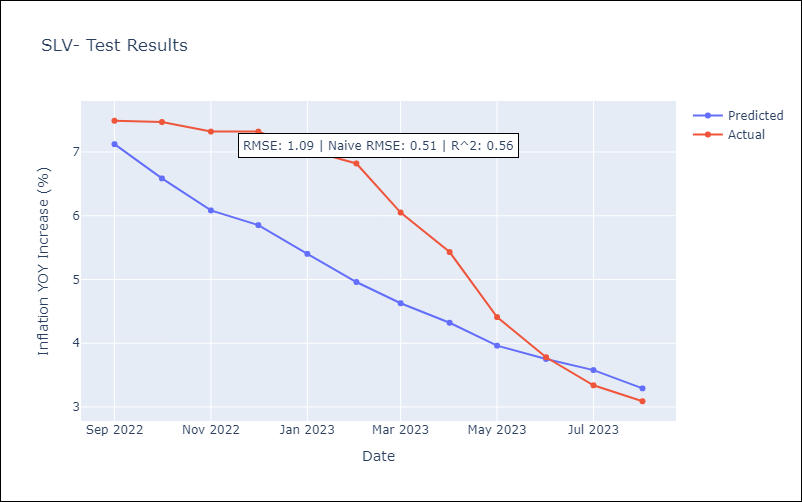 SLV- Test Results
Predicted
Actual
RMSE: 1.09 | Naive RMSE: 0.51 | R^2: 0.56
7
6
5
4
3
Inflation YOY Increase (%)
Sep 2022 Nov 2022 Jan 2023 Mar 2023 May 2023 Jul 2023
Date